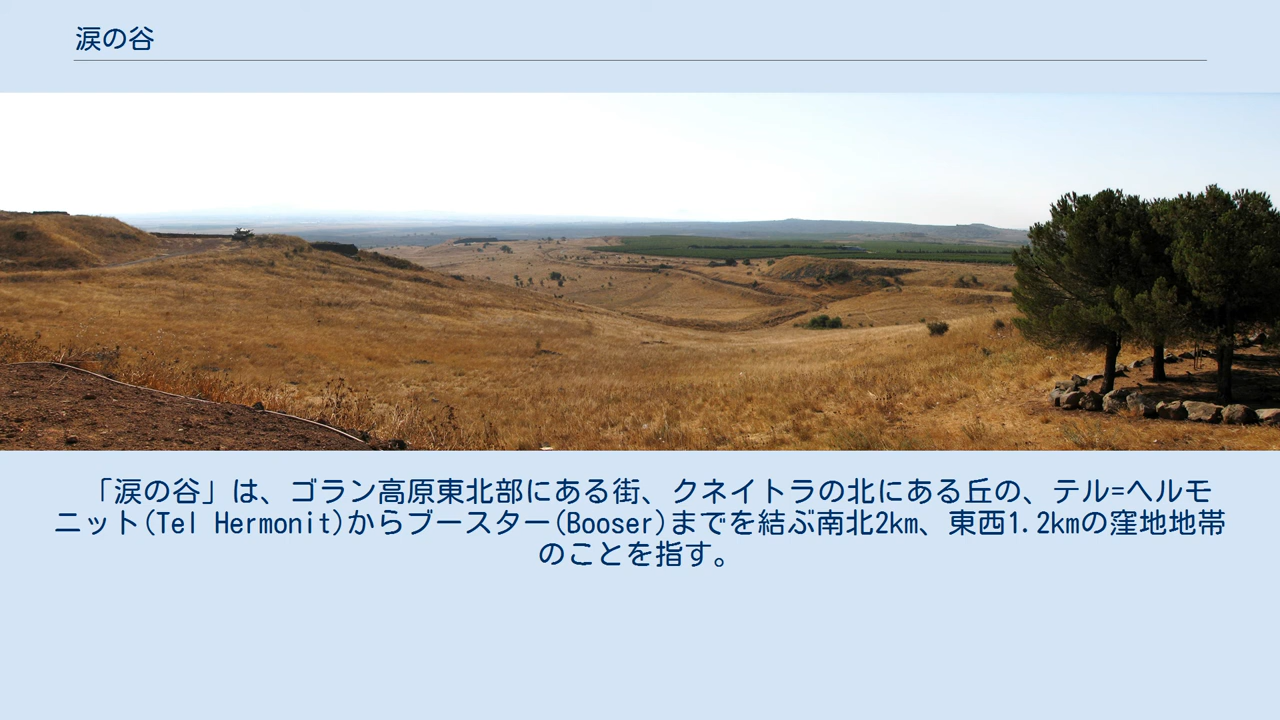 涙の谷
「涙の谷」は、ゴラン高原東北部にある街、クネイトラの北にある丘の、テル=ヘルモ
ニット(Tel Hermonit)からブースター(Booser)までを結ぶ南北2km、東西1.2kmの窪地地帯
のことを指す。